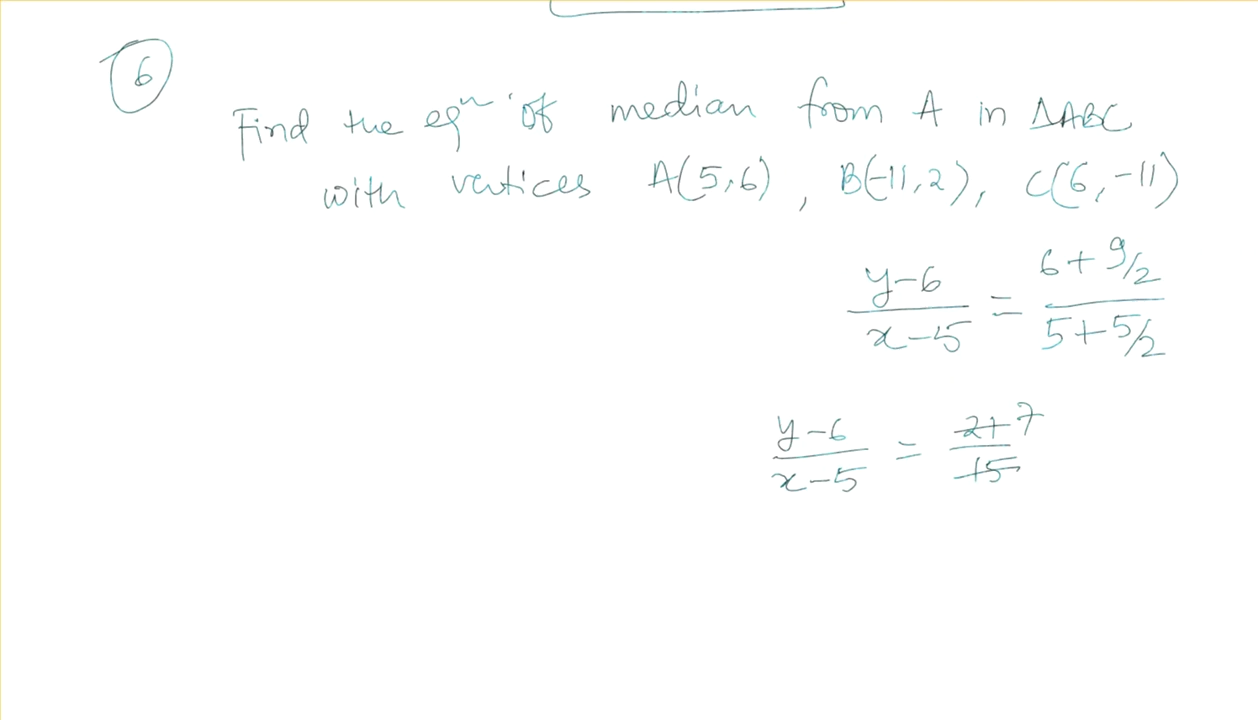 6
Find the eqn of median from A in ΔABC
with vertices A(5,6), B(-11,2), C(6,-11)
y-6/x-5 = 6+9/2/5+5/2
y-6/x-5 = 21 7/15